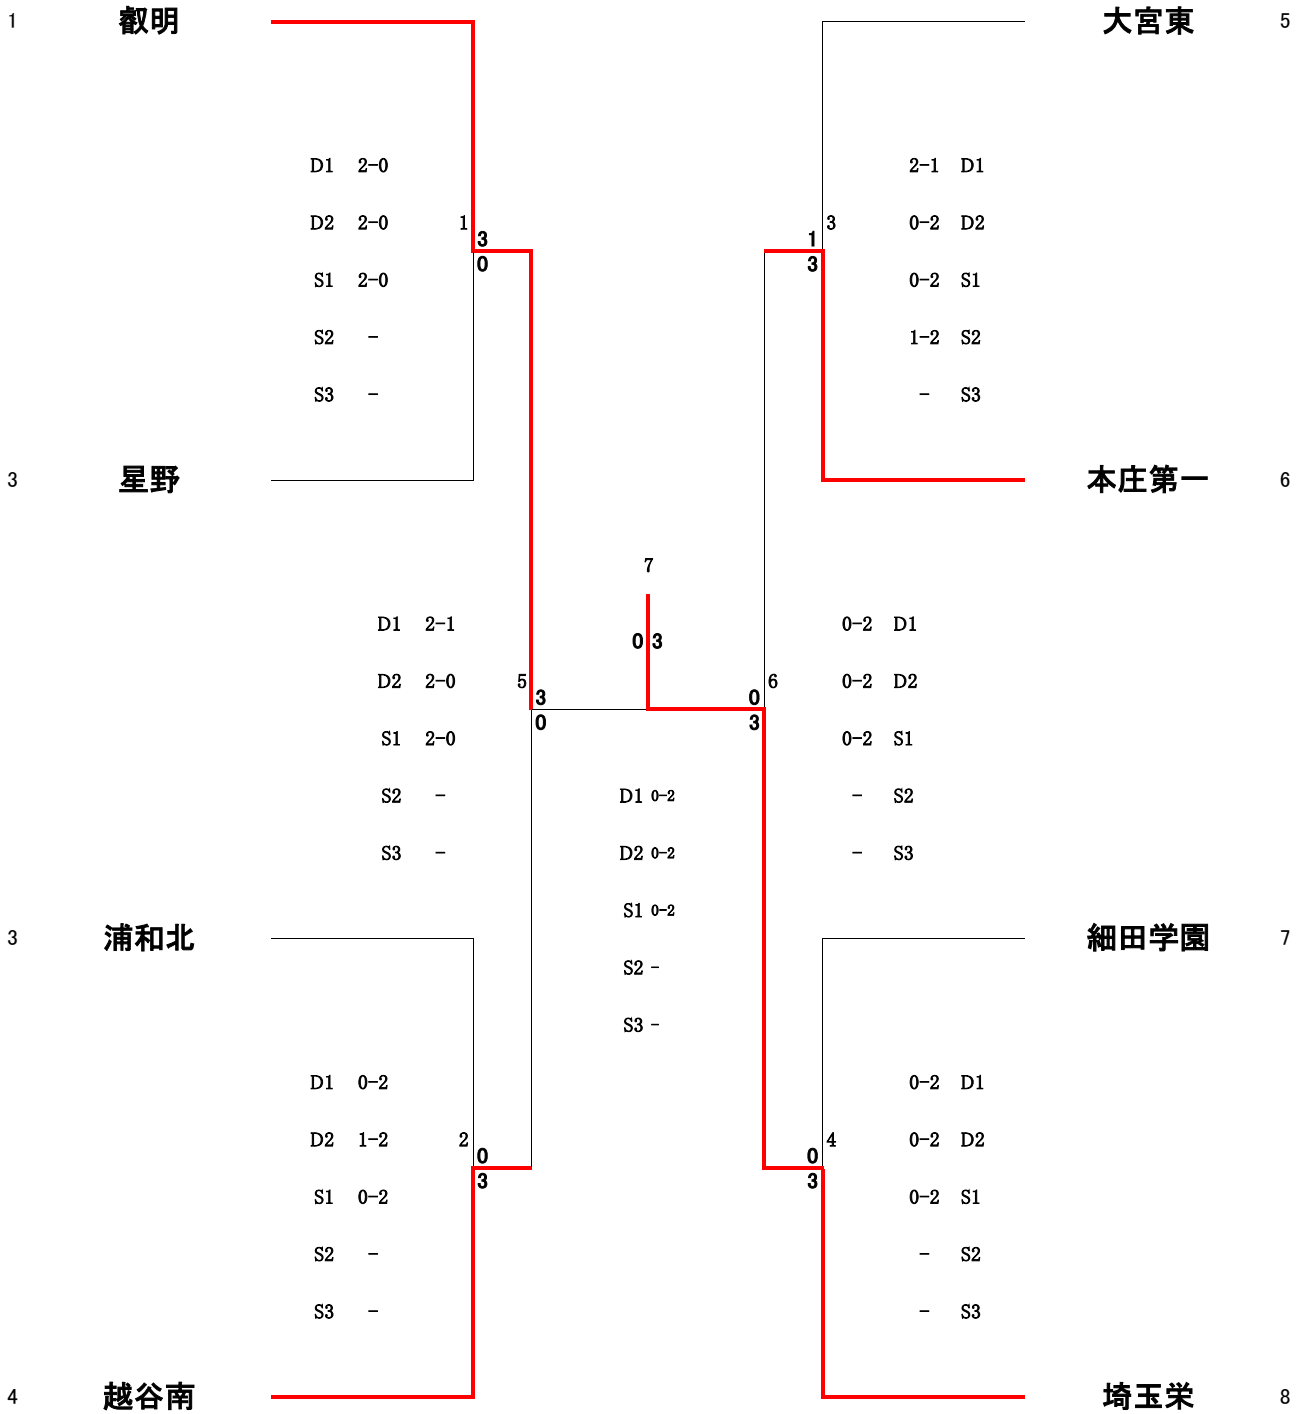 1 叡明 大宮東 5
D1 2-0 2-1 D1
D2 2-0 1 3 0-2 D2
3 1
0 3
S1 2-0 0-2 S1
S2 - 1-2 S2
S3 - - S3
3 星野 本庄第一 6
7
D1 2-1 0-2 D1
0 3
D2 2-0 5 6 0-2 D2
3 0
0 3
S1 2-0 0-2 S1
S2 - D1 0-2 - S2
S3 - D2 0-2 - S3
S1 0-2
3 浦和北 細田学園 7
S2 -
S3 -
D1 0-2 0-2 D1
D2 1-2 2 4 0-2 D2
0 0
3 3
S1 0-2 0-2 S1
S2 - - S2
S3 - - S3
4 越谷南 埼玉栄 8